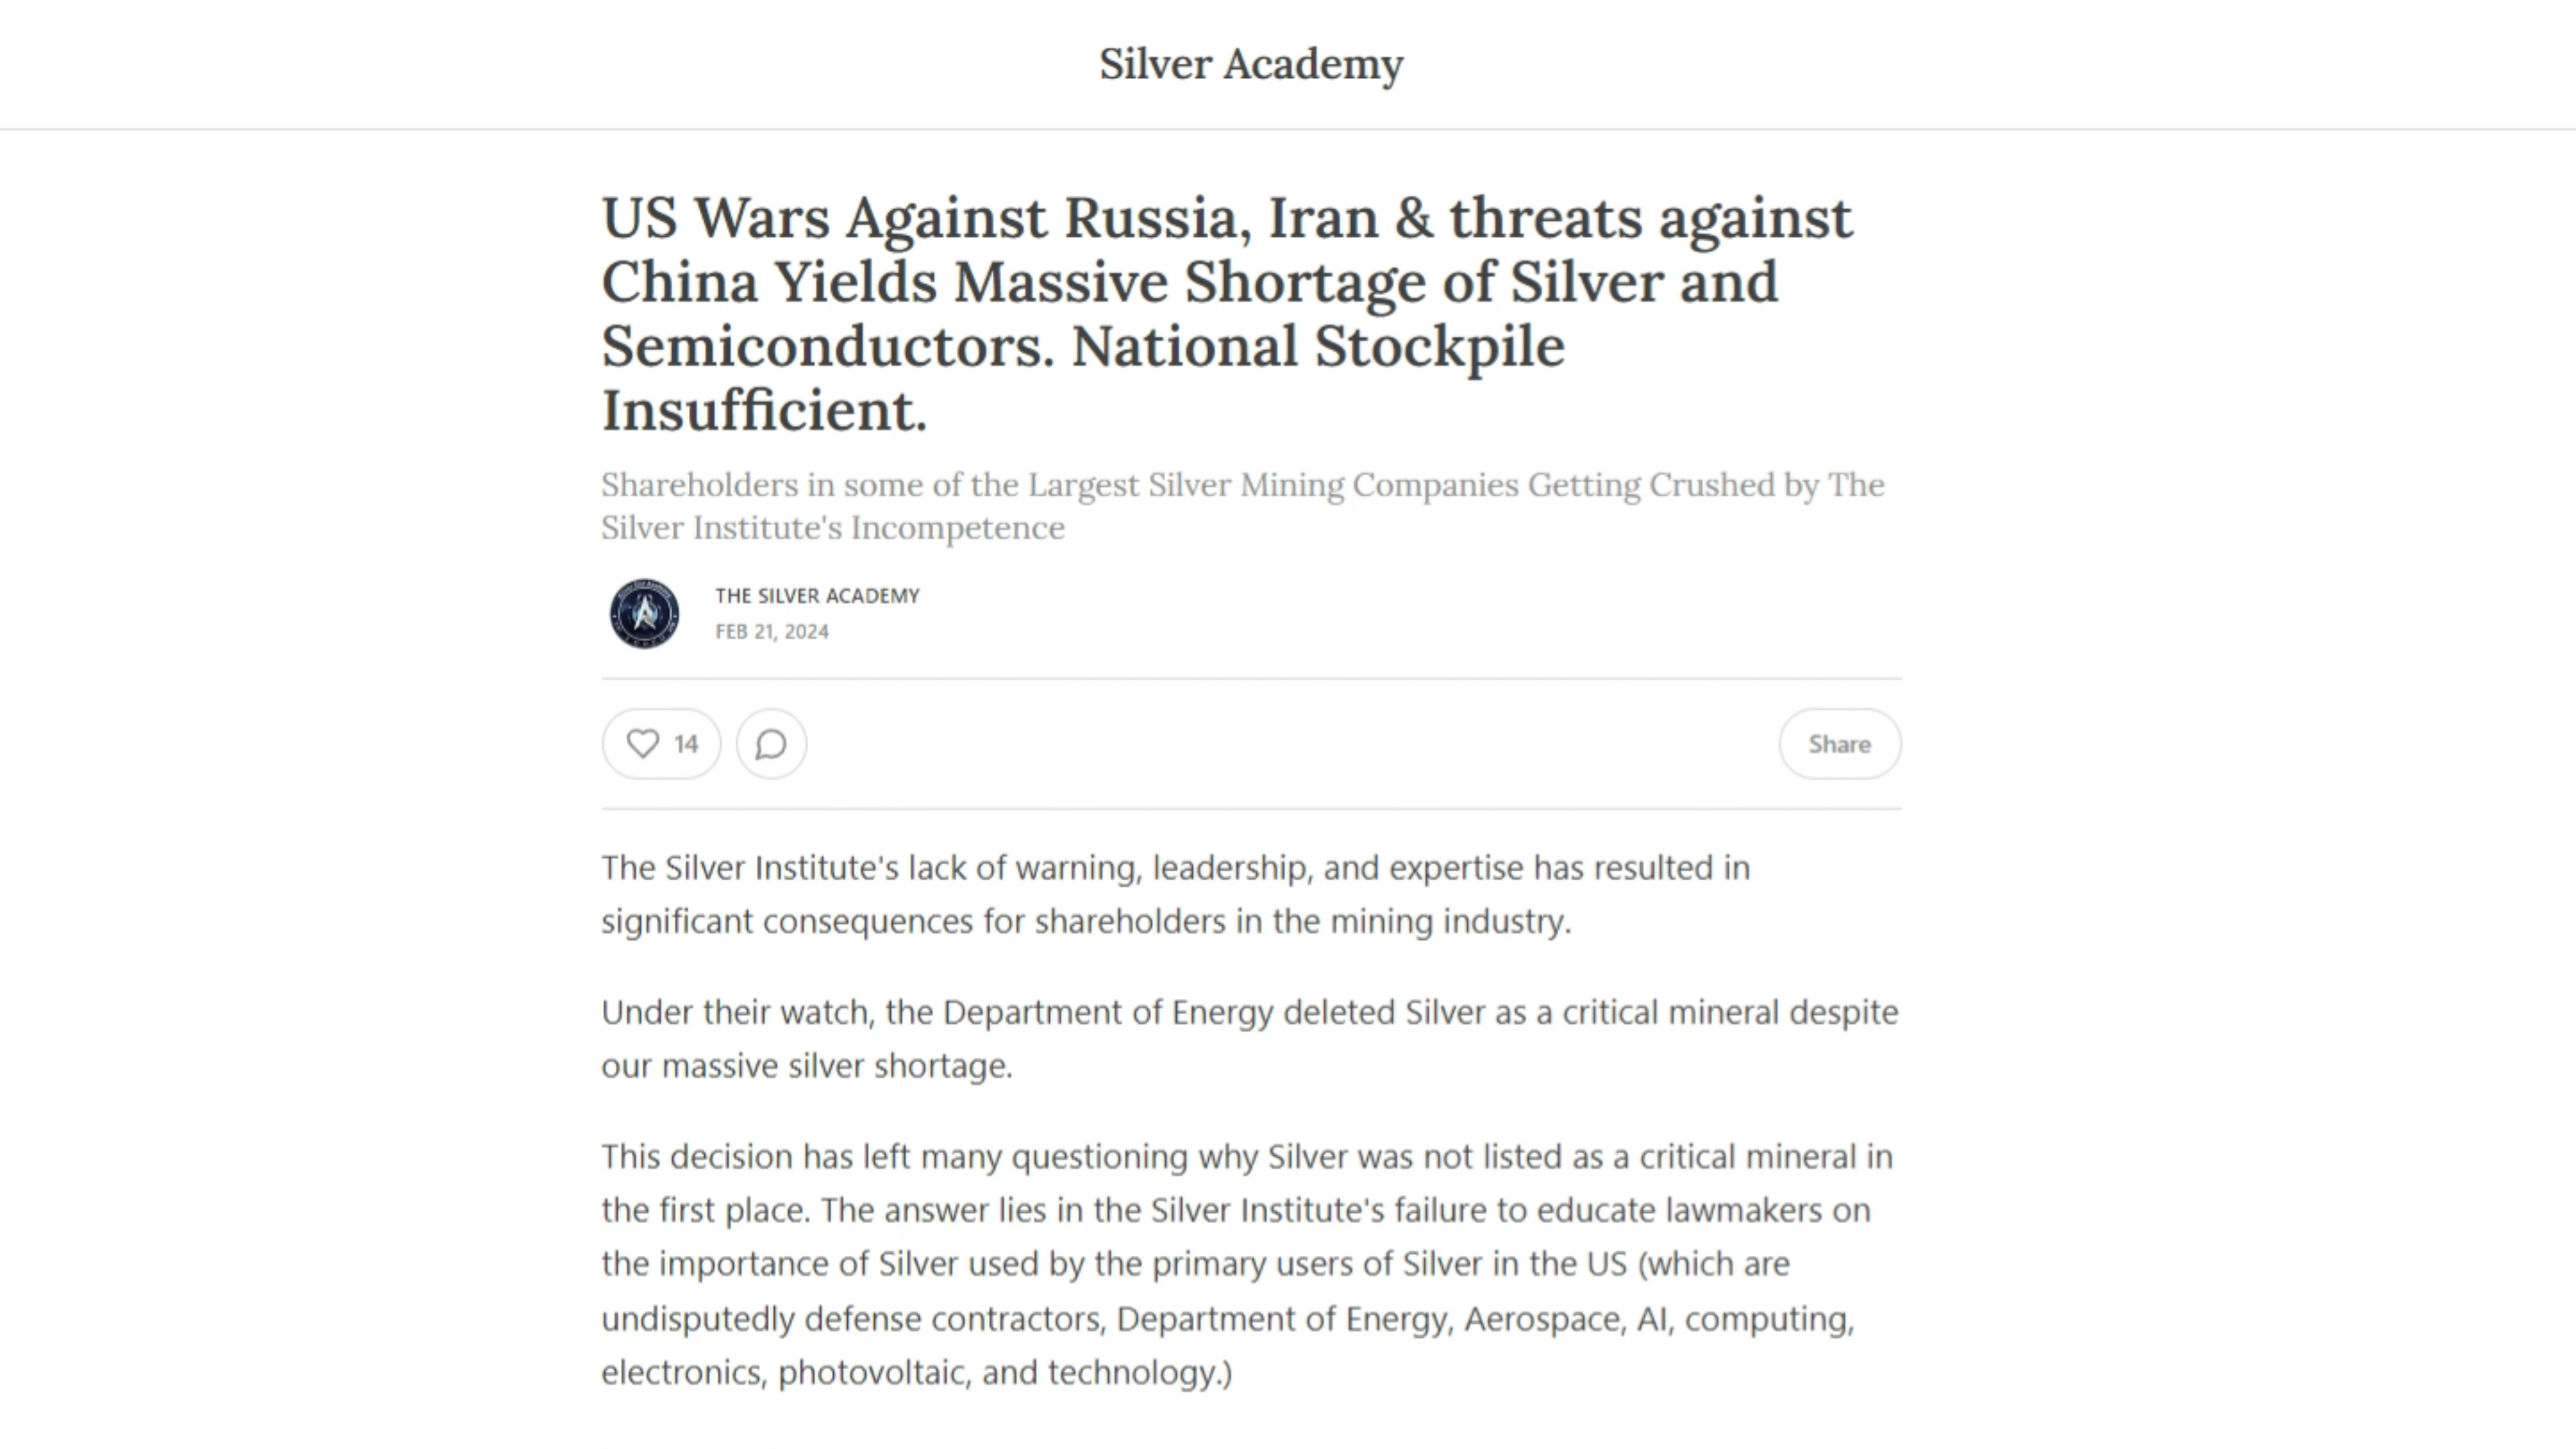 Silver Academy
US Wars Against Russia, Iran & threats against
China Yields Massive Shortage of Silver and
Semiconductors. National Stockpile
Insufficient.
Shareholders in some of the Largest Silver Mining Companies Getting Crushed by The
Silver Institute's Incompetence
THE SILVER ACADEMY
FEB 21, 2024
14
Share
The Silver Institute's lack of warning, leadership, and expertise has resulted in
significant consequences for shareholders in the mining industry.
Under their watch, the Department of Energy deleted Silver as a critical mineral despite
our massive silver shortage.
This decision has left many questioning why Silver was not listed as a critical mineral in
the first place. The answer lies in the Silver Institute's failure to educate lawmakers on
the importance of Silver used by the primary users of Silver in the US (which are
undisputedly defense contractors, Department of Energy, Aerospace, AI, computing,
electronics, photovoltaic, and technology.)